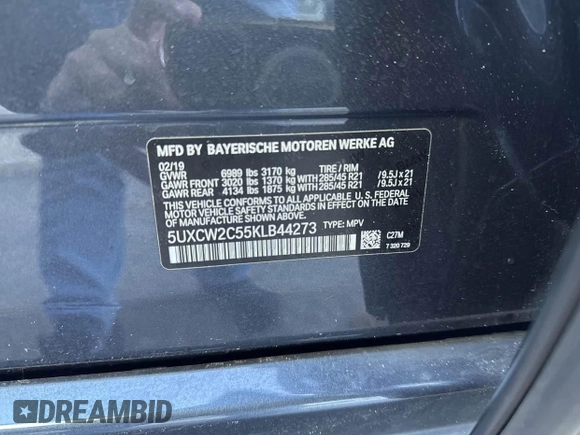 MFD BY BAYERISCHE MOTOREN WERKE AG
02/19
GVWR 6989 lbs 3170 kg TIRE / RIM
GAWR FRONT 3020 lbs 1370 kg WITH 285/45 R21 / 9.5J x 21
GAWR REAR 4134 lbs 1875 kg WITH 285/45 R21 / 9.5J x 21
THIS VEHICLE CONFORMS TO ALL APPLICABLE U.S. FEDERAL
MOTOR VEHICLE SAFETY STANDARDS IN EFFECT
ON THE DATE OF MANUFACTURE SHOWN ABOVE.
5UXCW2C55KLB44273 TYPE: MPV
C27M
7 320 729
DREAMBID